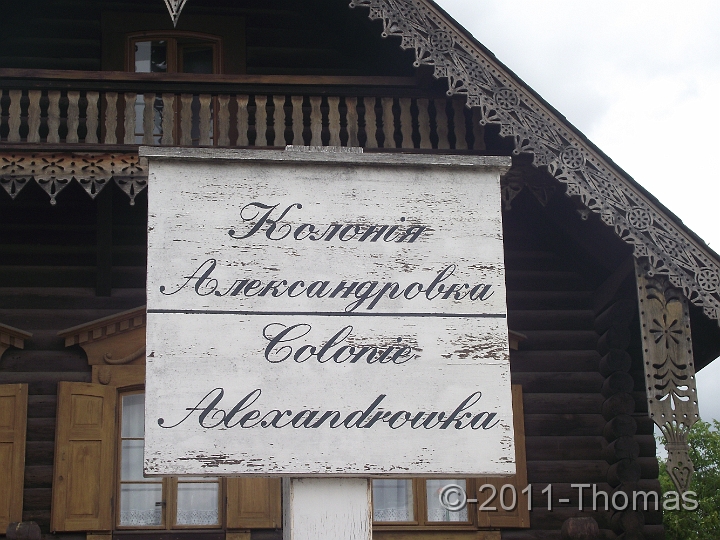 Колонія
Александровка
Colonie
Alexandrowka
©-2011-Thomas